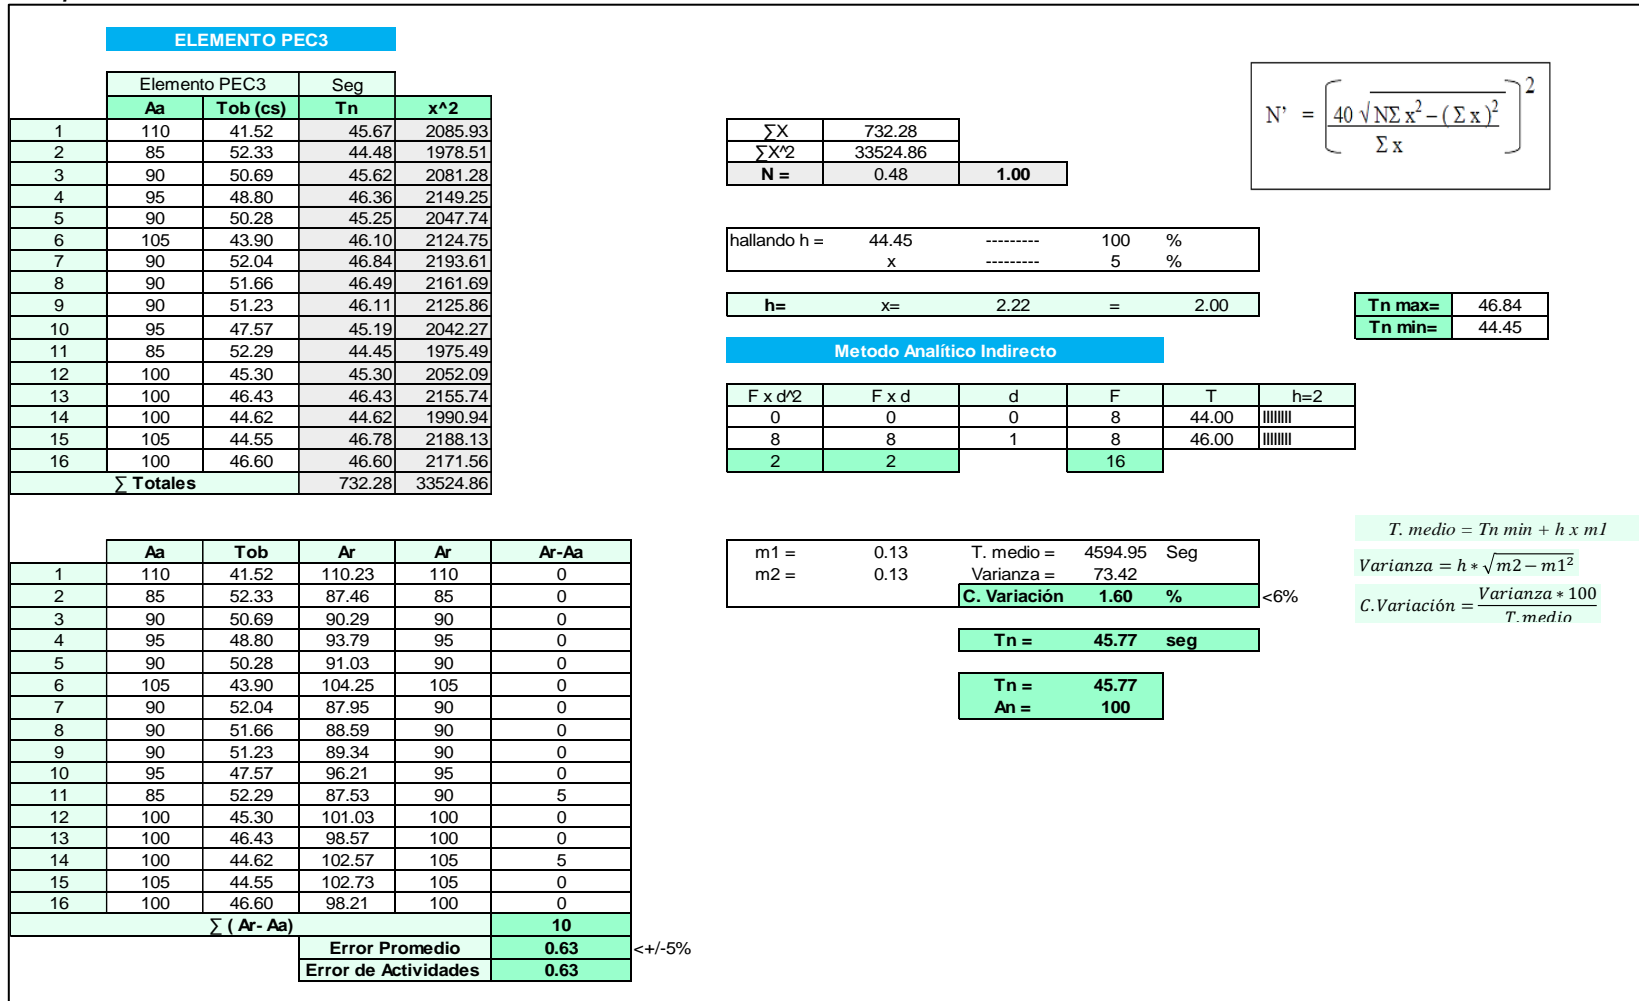 ELEMENTO PEC3
Elemento PEC3 Seg
Aa Tob (cs) Tn x^2
1 110 41.52 45.67 2085.93
2 85 52.33 44.48 1978.51
3 90 50.69 45.62 2081.28
4 95 48.80 46.36 2149.25
5 90 50.28 45.25 2047.74
6 105 43.90 46.10 2124.75
7 90 52.04 46.84 2193.61
8 90 51.66 46.49 2161.69
9 90 51.23 46.11 2125.86
10 95 47.57 45.19 2042.27
11 85 52.29 44.45 1975.49
12 100 45.30 45.30 2052.09
13 100 46.43 46.43 2155.74
14 100 44.62 44.62 1990.94
15 105 44.55 46.78 2188.13
16 100 46.60 46.60 2171.56
∑ Totales 732.28 33524.86
∑X 732.28
∑X^2 33524.86
N = 0.48 1.00
N' = (40 √NΣ x² – ( Σ x )² / Σ x)²
hallando h = 44.45 --------- 100 %
x --------- 5 %
h= x= 2.22 = 2.00
Tn max= 46.84
Tn min= 44.45
Metodo Analítico Indirecto
F x d^2 F x d d F T h=2
0 0 0 8 44.00 llllllll
8 8 1 8 46.00 llllllll
2 2 16
Aa Tob Ar Ar Ar-Aa
1 110 41.52 110.23 110 0
2 85 52.33 87.46 85 0
3 90 50.69 90.29 90 0
4 95 48.80 93.79 95 0
5 90 50.28 91.03 90 0
6 105 43.90 104.25 105 0
7 90 52.04 87.95 90 0
8 90 51.66 88.59 90 0
9 90 51.23 89.34 90 0
10 95 47.57 96.21 95 0
11 85 52.29 87.53 90 5
12 100 45.30 101.03 100 0
13 100 46.43 98.57 100 0
14 100 44.62 102.57 105 5
15 105 44.55 102.73 105 0
16 100 46.60 98.21 100 0
∑ ( Ar- Aa) 10
Error Promedio 0.63 <+/-5%
Error de Actividades 0.63
m1 = 0.13 T. medio = 4594.95 Seg
m2 = 0.13 Varianza = 73.42
C. Variación 1.60 % <6%
Tn = 45.77 seg
Tn = 45.77
An = 100
T. medio = Tn min + h x m1
Varianza = h * √m2 − m1²
C.Variación = Varianza * 100 / T.medio